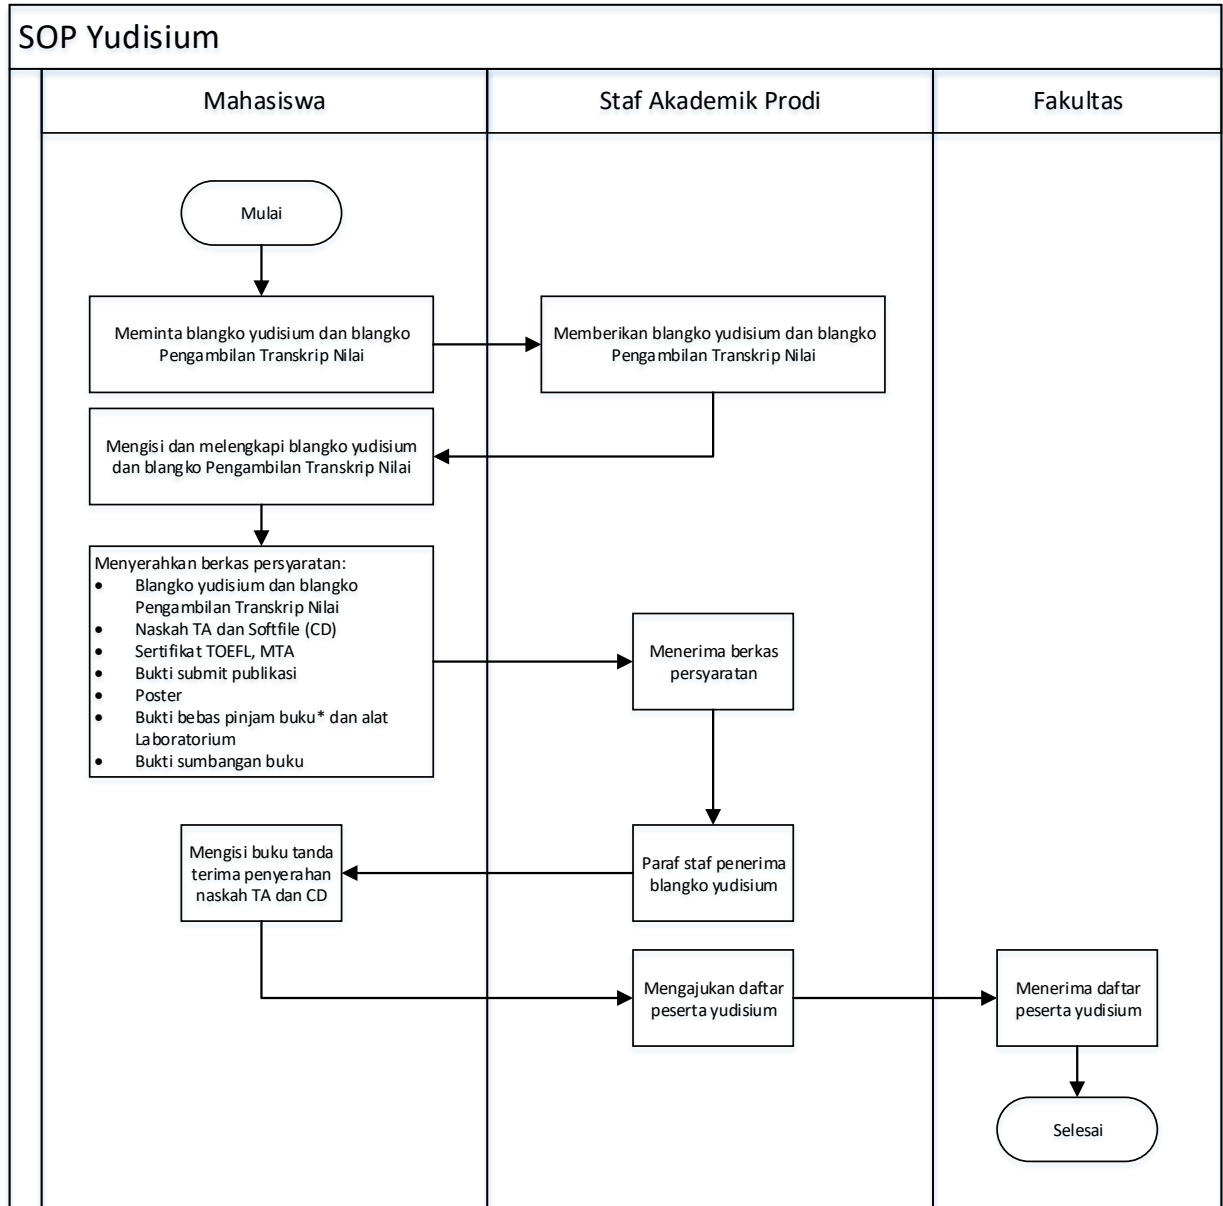 SOP Yudisium
Mahasiswa
Staf Akademik Prodi
Fakultas
Mulai
Meminta blangko yudisium dan blangko
Pengambilan Transkrip Nilai
Memberikan blangko yudisium dan blangko
Pengambilan Transkrip Nilai
Mengisi dan melengkapi blangko yudisium
dan blangko Pengambilan Transkrip Nilai
Menyerahkan berkas persyaratan:
• Blangko yudisium dan blangko
Pengambilan Transkrip Nilai
• Naskah TA dan Softfile (CD)
• Sertifikat TOEFL, MTA
• Bukti submit publikasi
• Poster
• Bukti bebas pinjam buku* dan alat
Laboratorium
• Bukti sumbangan buku
Menerima berkas
persyaratan
Paraf staf penerima
blangko yudisium
Mengisi buku tanda
terima penyerahan
naskah TA dan CD
Mengajukan daftar
peserta yudisium
Menerima daftar
peserta yudisium
Selesai